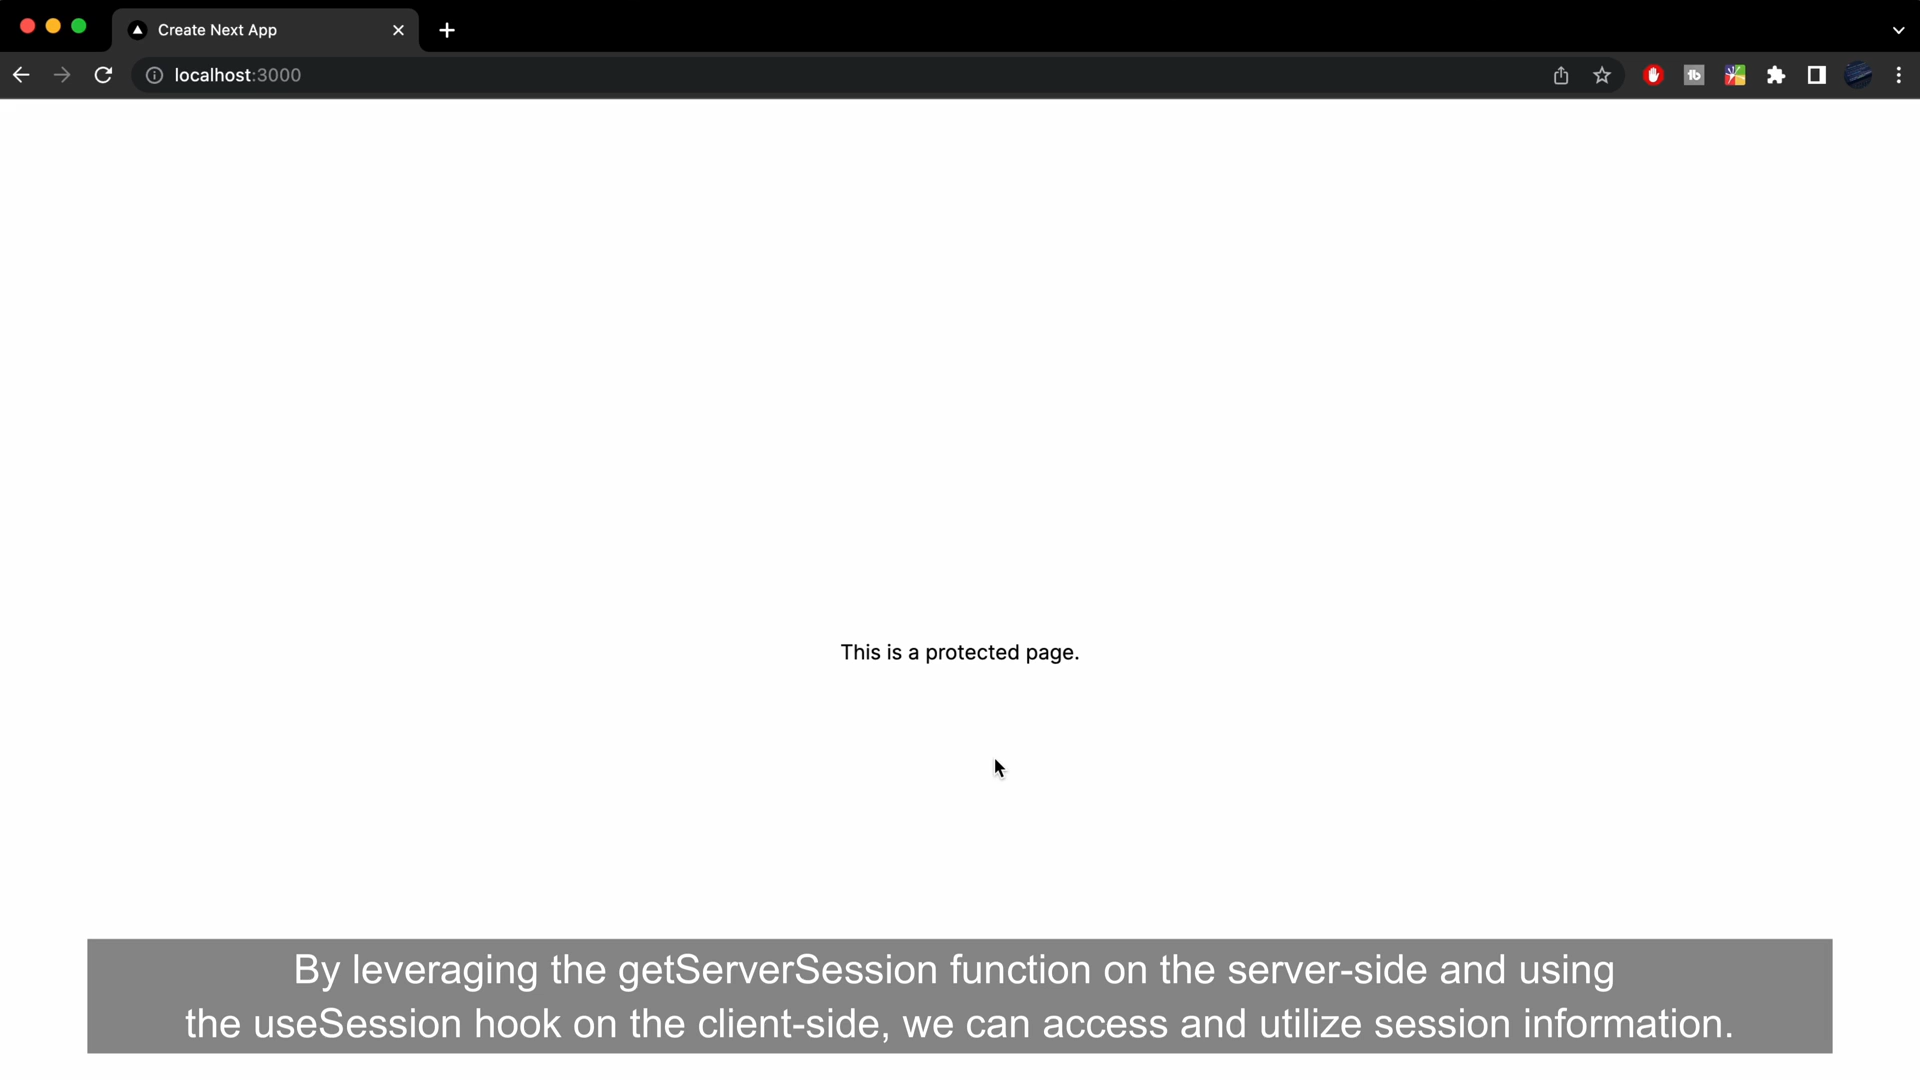 Create Next App
localhost:3000
This is a protected page.
By leveraging the getServerSession function on the server-side and using
the useSession hook on the client-side, we can access and utilize session information.